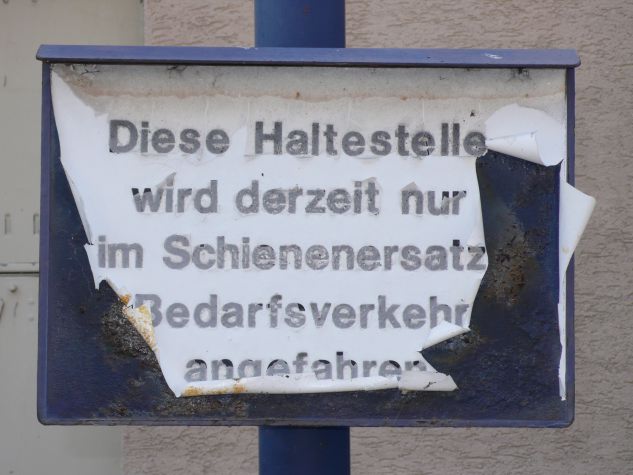 Diese Haltestelle
wird derzeit nur
im Schienenersatz
Bedarfsverkehr
angefahren